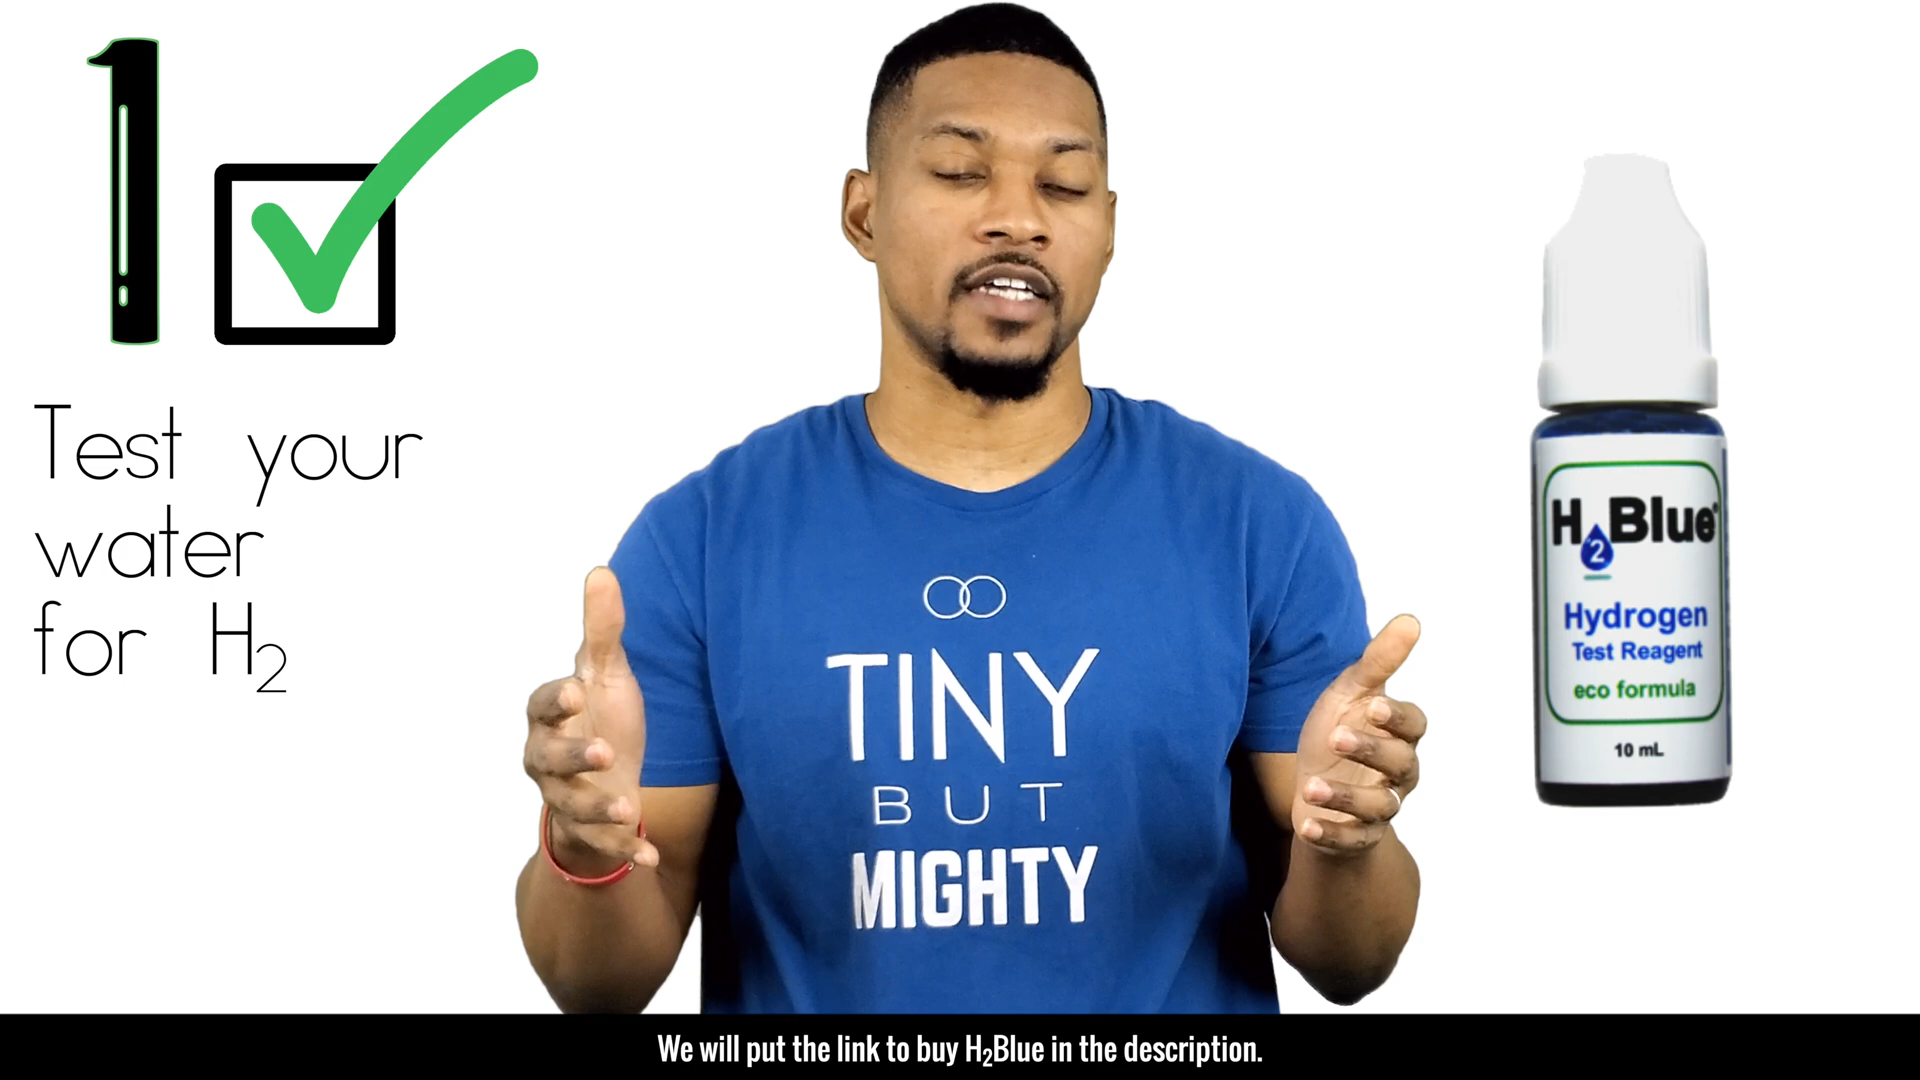 1
Test your
water
for H₂
TINY
BUT
MIGHTY
H₂Blue®
Hydrogen
Test Reagent
eco formula
10 mL
We will put the link to buy H₂Blue in the description.